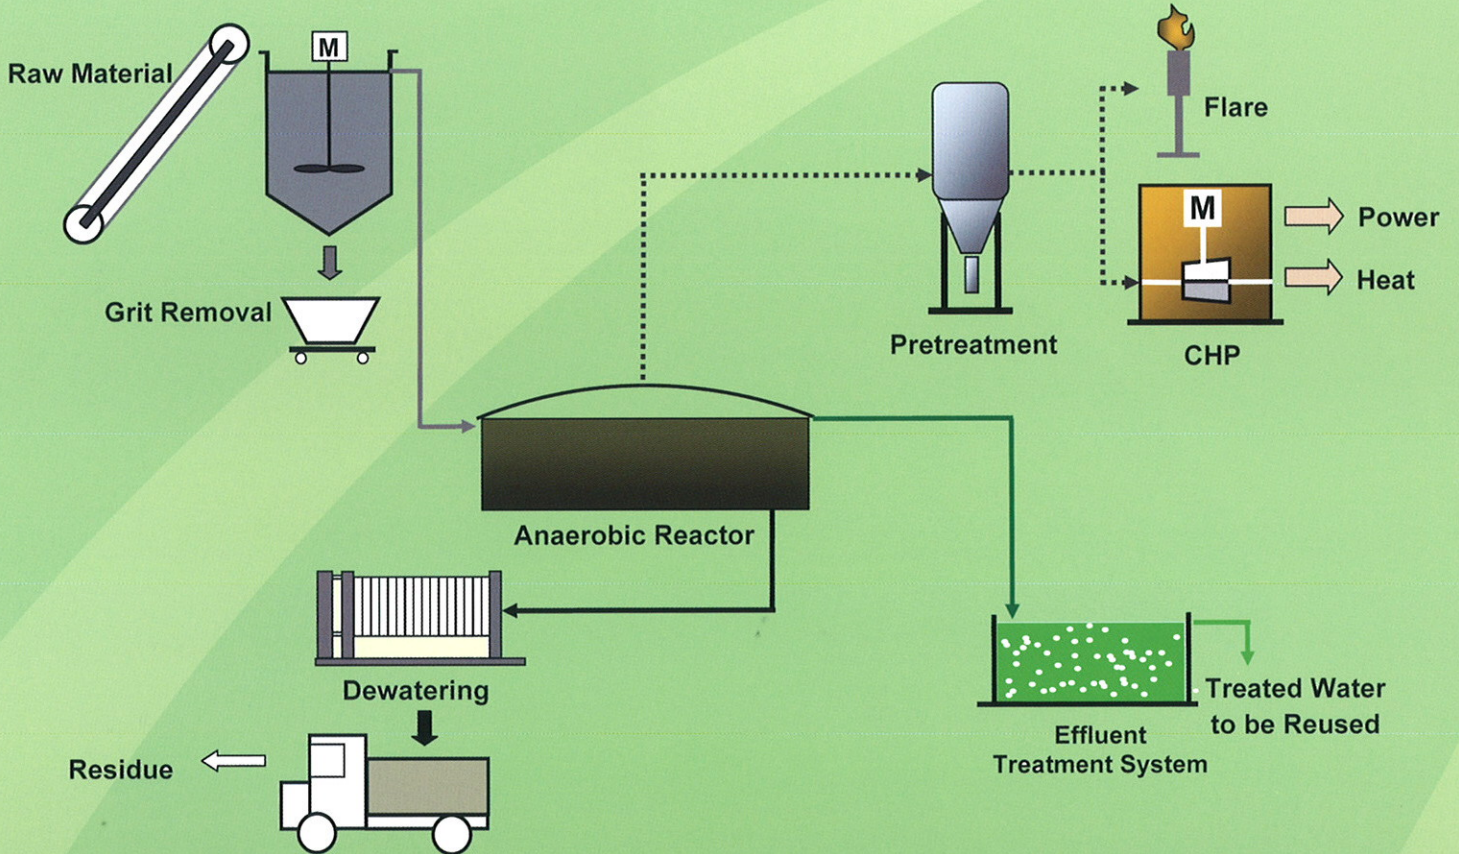 Raw Material
M
Grit Removal
Flare
M
Power
Heat
Pretreatment
CHP
Anaerobic Reactor
Dewatering
Residue
Effluent
Treatment System
Treated Water
to be Reused